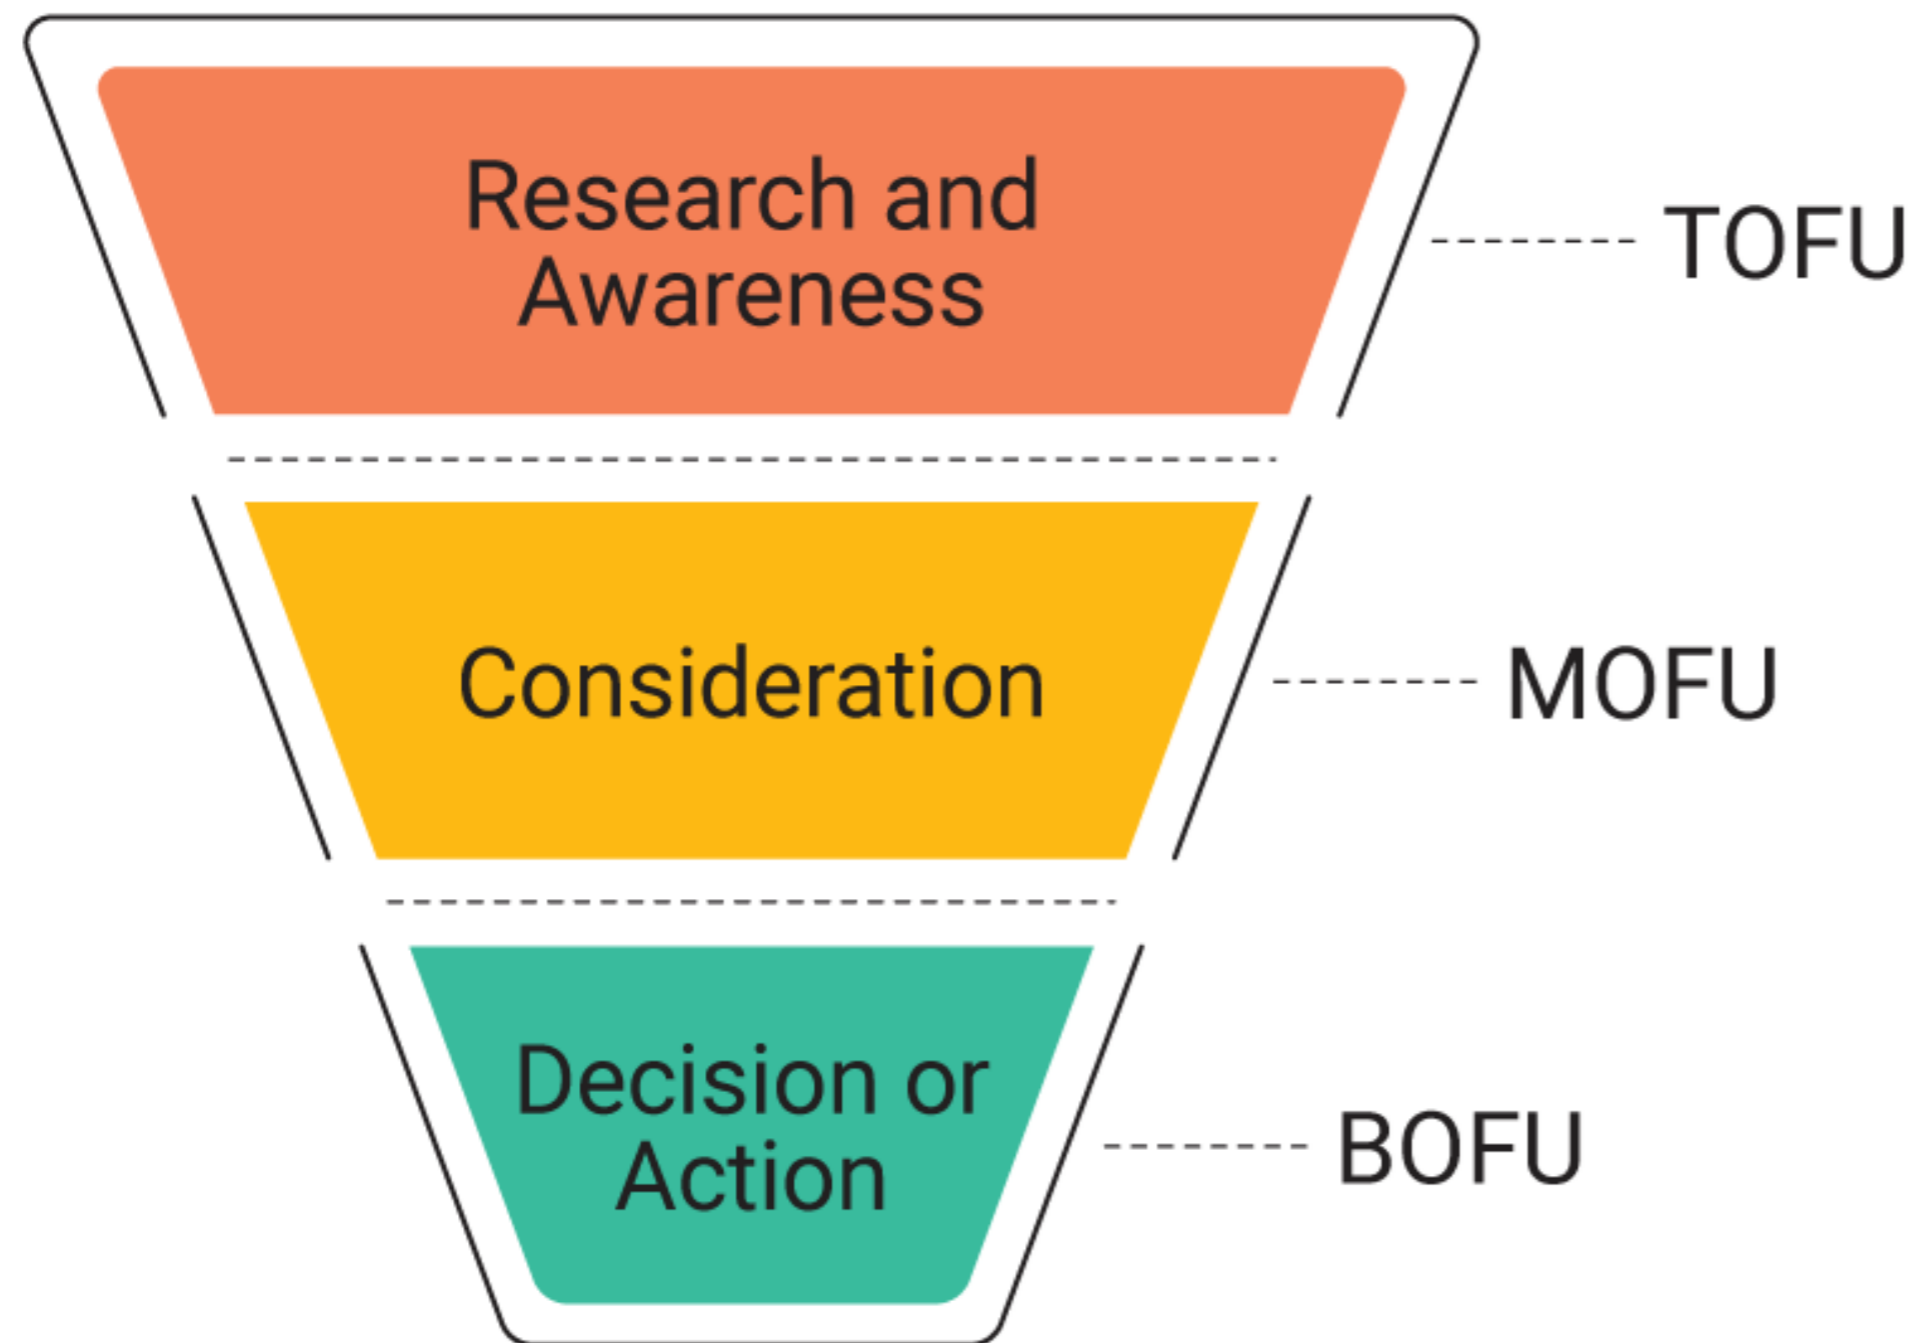 Research and
Awareness
TOFU
Consideration
MOFU
Decision or
Action
BOFU